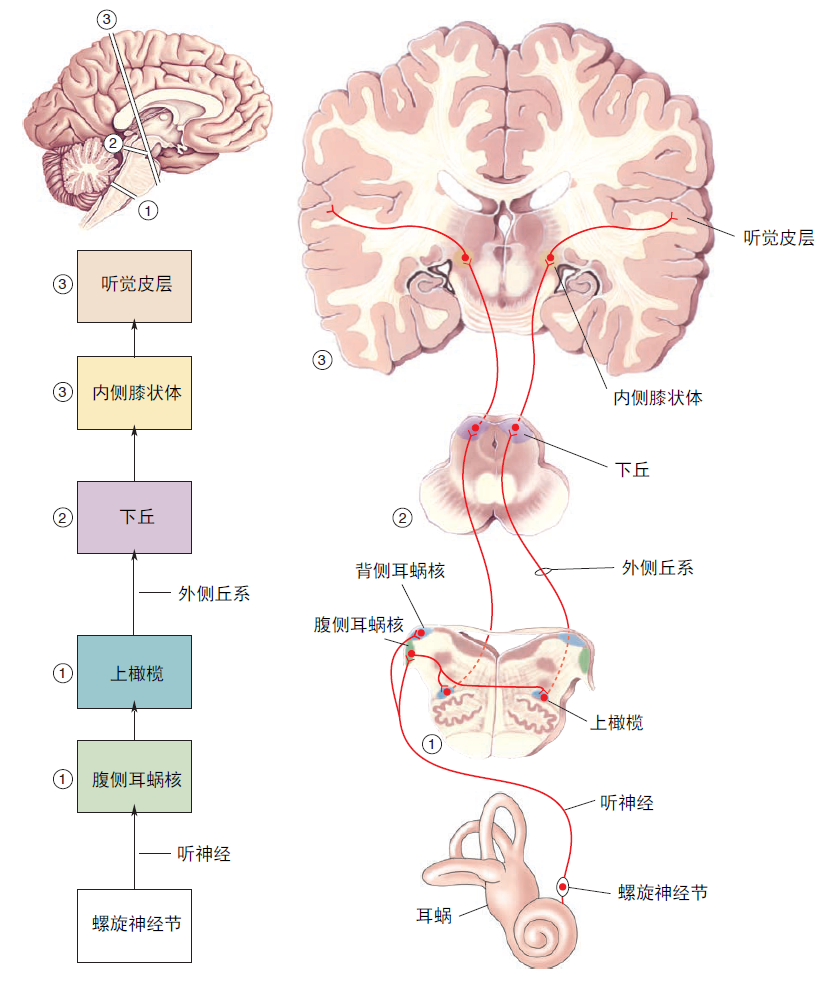 ③
②
①
③ 听觉皮层
③ 内侧膝状体
② 下丘
外侧丘系
① 上橄榄
① 腹侧耳蜗核
听神经
螺旋神经节
听觉皮层
③
内侧膝状体
下丘
②
外侧丘系
背侧耳蜗核
腹侧耳蜗核
上橄榄
①
听神经
螺旋神经节
耳蜗